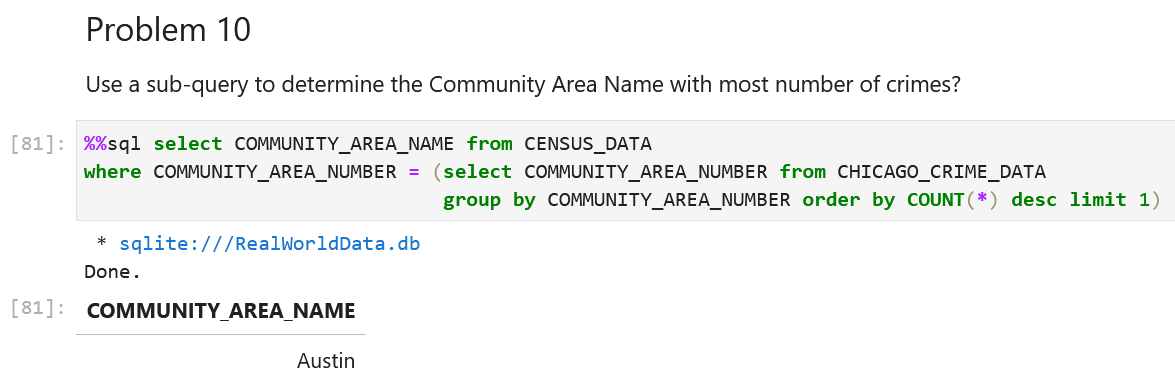 Problem 10
Use a sub-query to determine the Community Area Name with most number of crimes?
[81]: %%sql select COMMUNITY_AREA_NAME from CENSUS_DATA
where COMMUNITY_AREA_NUMBER = (select COMMUNITY_AREA_NUMBER from CHICAGO_CRIME_DATA
group by COMMUNITY_AREA_NUMBER order by COUNT(*) desc limit 1)
* sqlite:///RealWorldData.db
Done.
[81]: COMMUNITY_AREA_NAME
Austin